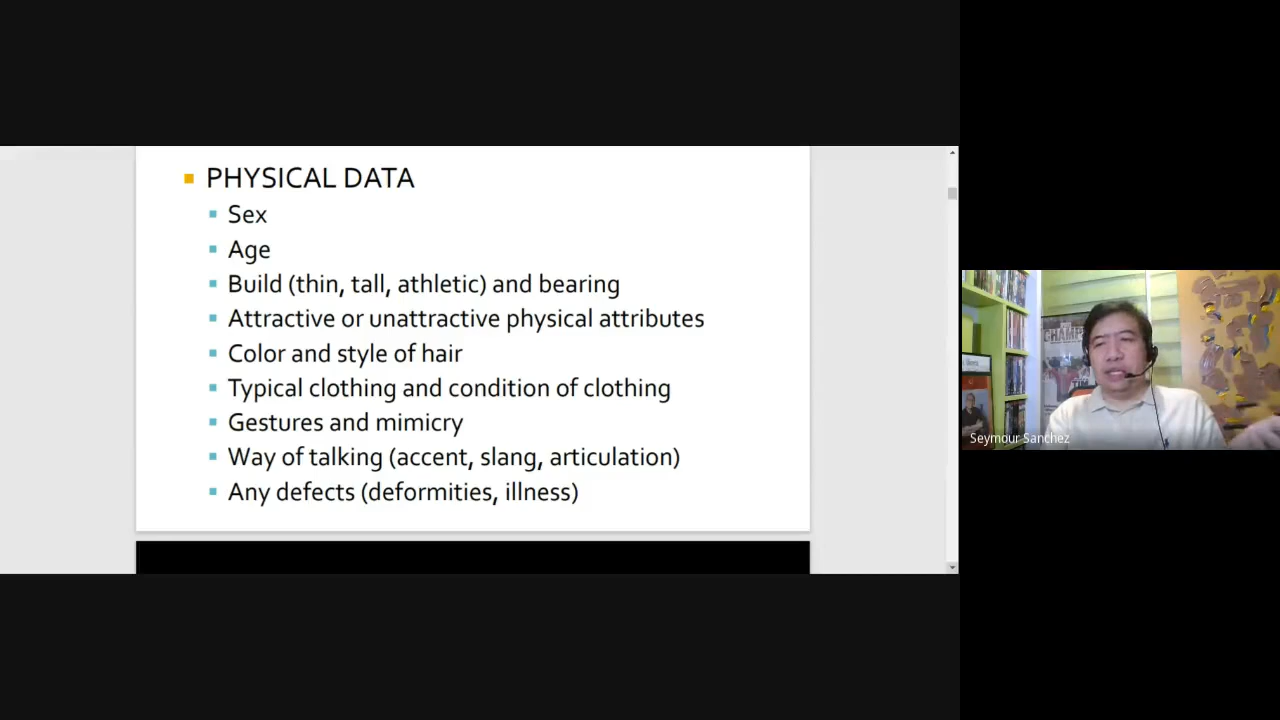 PHYSICAL DATA
Sex
Age
Build (thin, tall, athletic) and bearing
Attractive or unattractive physical attributes
Color and style of hair
Typical clothing and condition of clothing
Gestures and mimicry
Way of talking (accent, slang, articulation)
Any defects (deformities, illness)
Seymour Sanchez